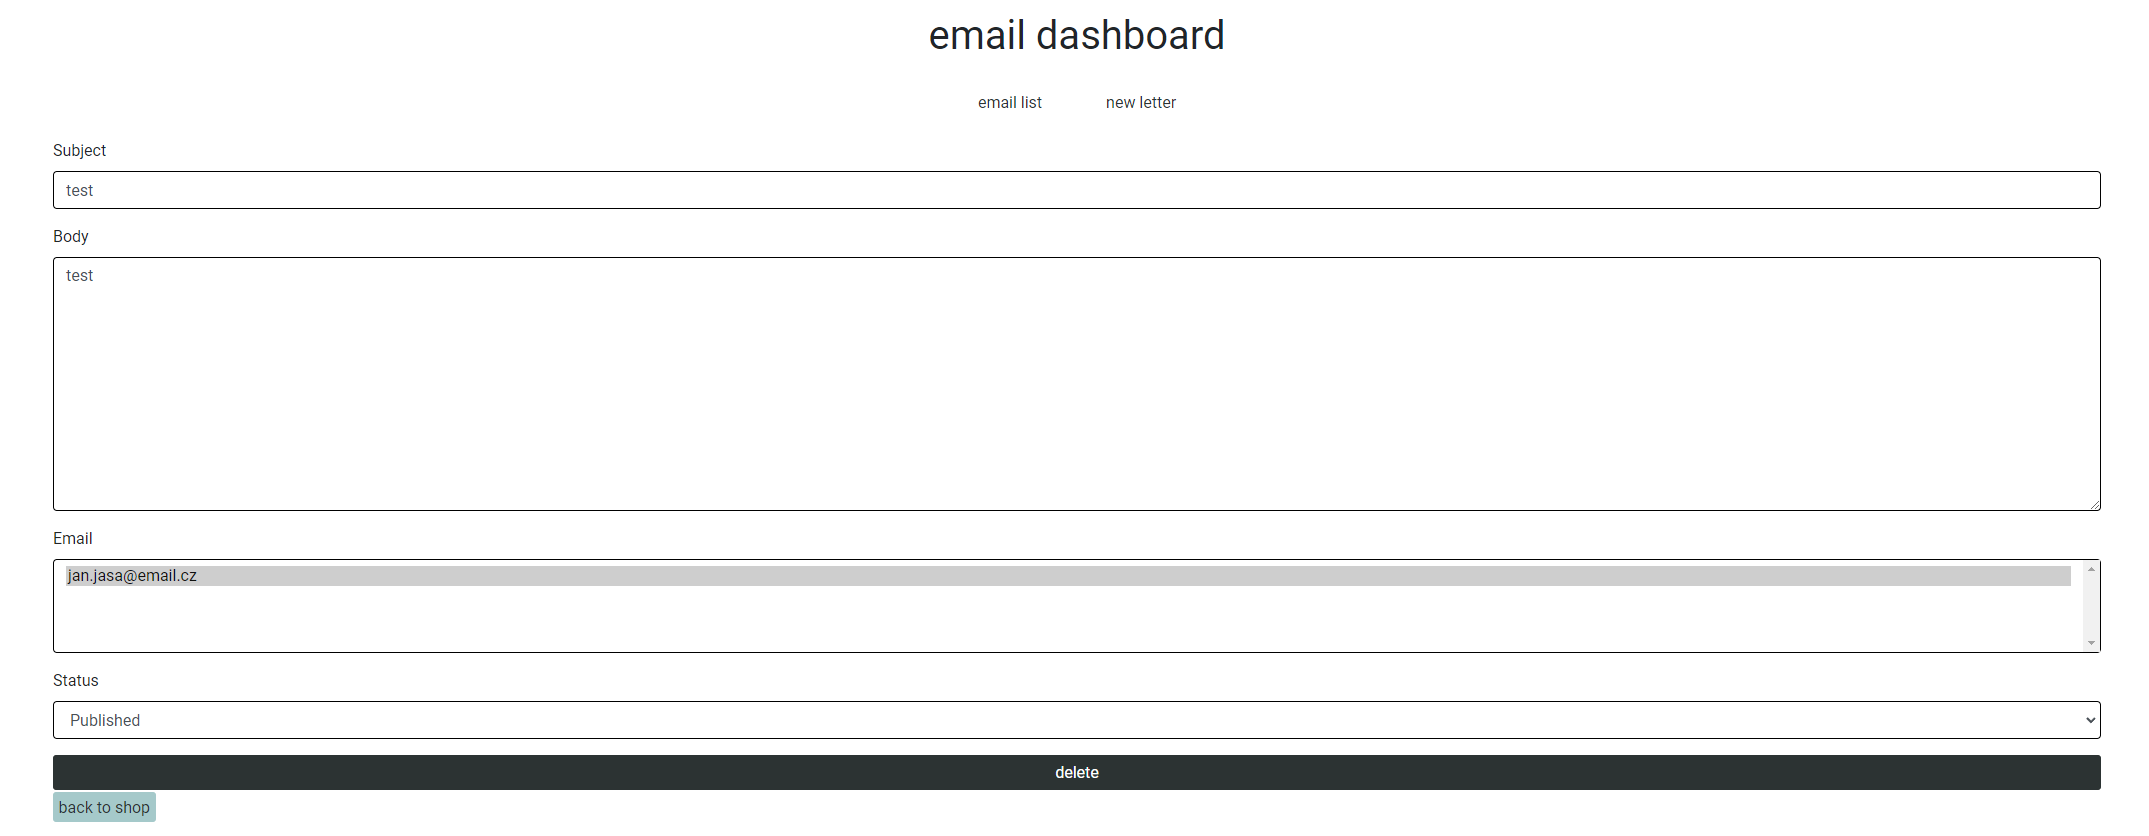 email dashboard
email list new letter
Subject
test
Body
test
Email
jan.jasa@email.cz
Status
Published
delete
back to shop